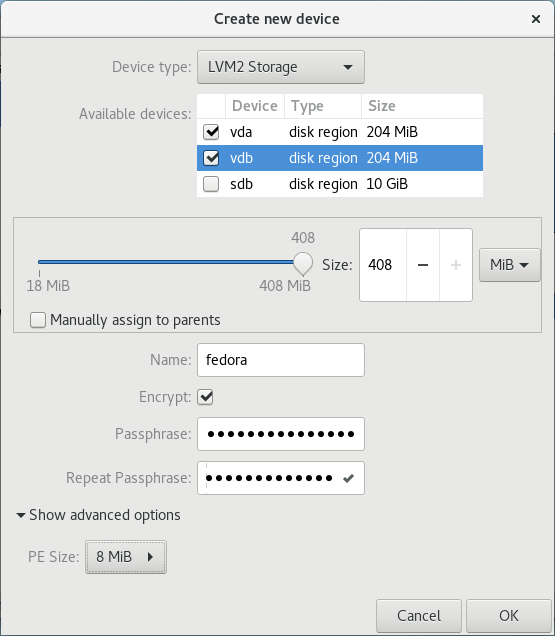 Create new device
Device type: LVM2 Storage
Available devices:
Device Type Size
vda disk region 204 MiB
vdb disk region 204 MiB
sdb disk region 10 GiB
408
18 MiB 408 MiB
Size: 408 MiB
Manually assign to parents
Name: fedora
Encrypt:
Passphrase: ●●●●●●●●●●●●●●●
Repeat Passphrase: ●●●●●●●●●●●●●
Show advanced options
PE Size: 8 MiB
Cancel OK